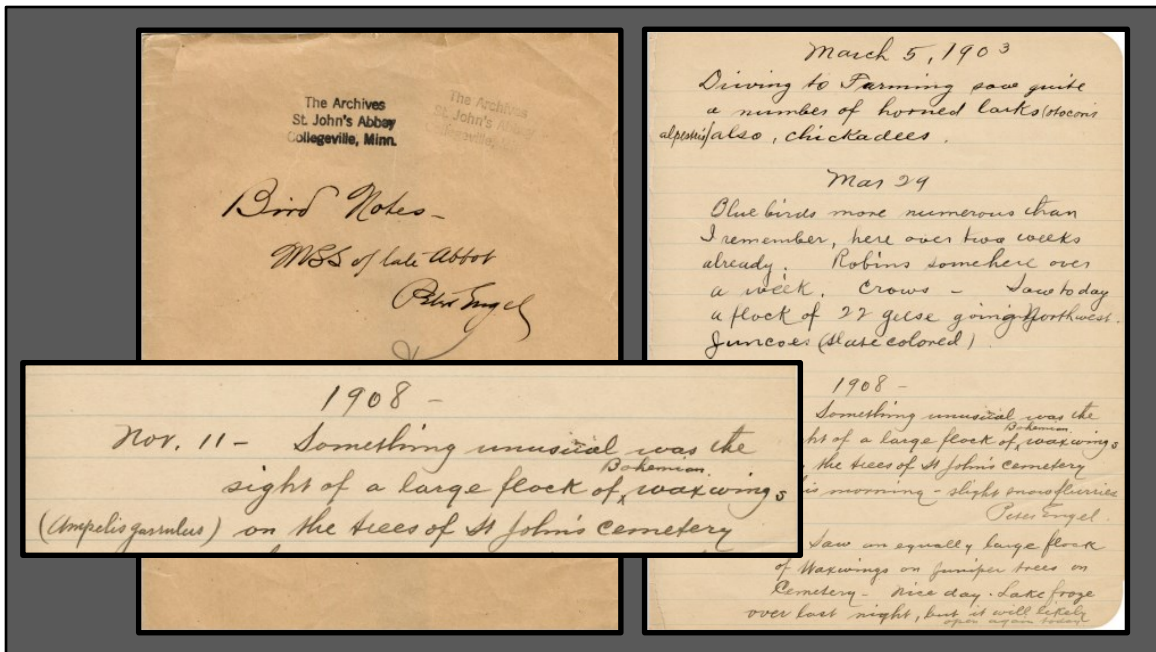 The Archives
St. John's Abbey
Collegeville, Minn.
The Archives
St. John's Abbey
Collegeville, Minn.
Bird Notes -
MSS of late Abbot
Peter Engel
1908 -
Nov. 11 - Something unusual was the
Bohemian
sight of a large flock of ‸ waxwings
(Ampelis garrulus) on the trees of St John's cemetery
March 5, 1903
Driving to Farming saw quite
a number of horned larks (otocoris
alpestris) also, chickadees.
Mar 29
Blue birds more numerous than
I remember, here over two weeks
already. Robins somehere over
a week. Crows - Saw today
a flock of 22 geese going Northwest.
Juncoes (slate colored)
1908 -
Something unusual was the
Bohemian
ht of a large flock of ‸ waxwings
the trees of St John's cemetery
is morning - slight snow flurries
Peter Engel.
Saw an equally large flock
of Waxwings on juniper trees on
Cemetery - Nice day. Lake froze
over last night, but it will likely
open again today